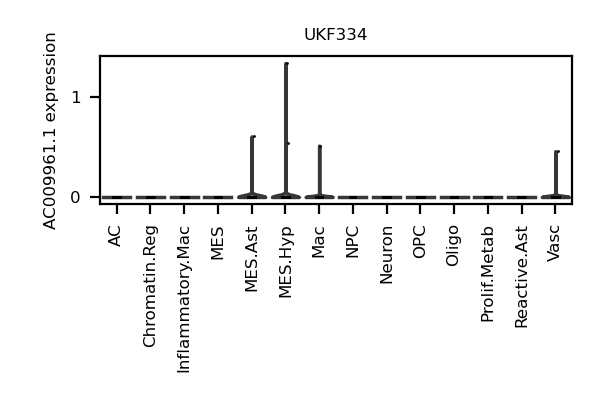 UKF334
AC009961.1 expression
1
0
AC
Chromatin.Reg
Inflammatory.Mac
MES
MES.Ast
MES.Hyp
Mac
NPC
Neuron
OPC
Oligo
Prolif.Metab
Reactive.Ast
Vasc